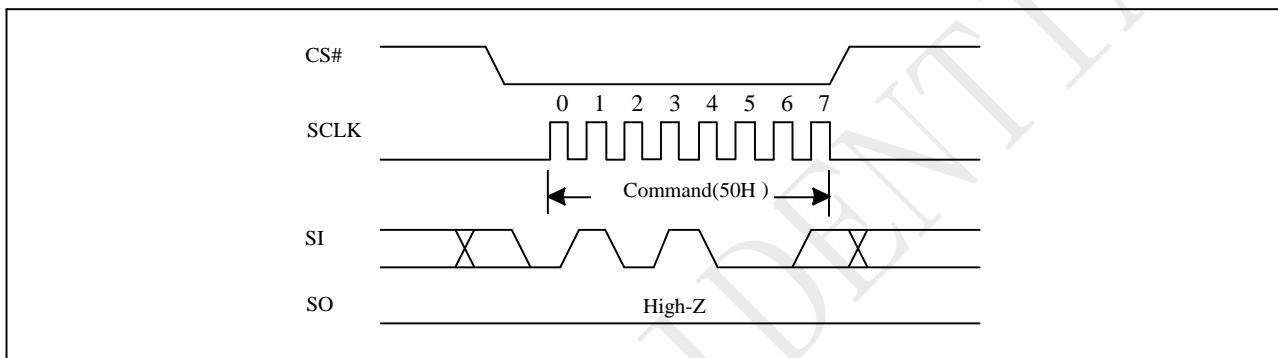 CS#
0 1 2 3 4 5 6 7
SCLK
Command(50H )
SI
SO High-Z